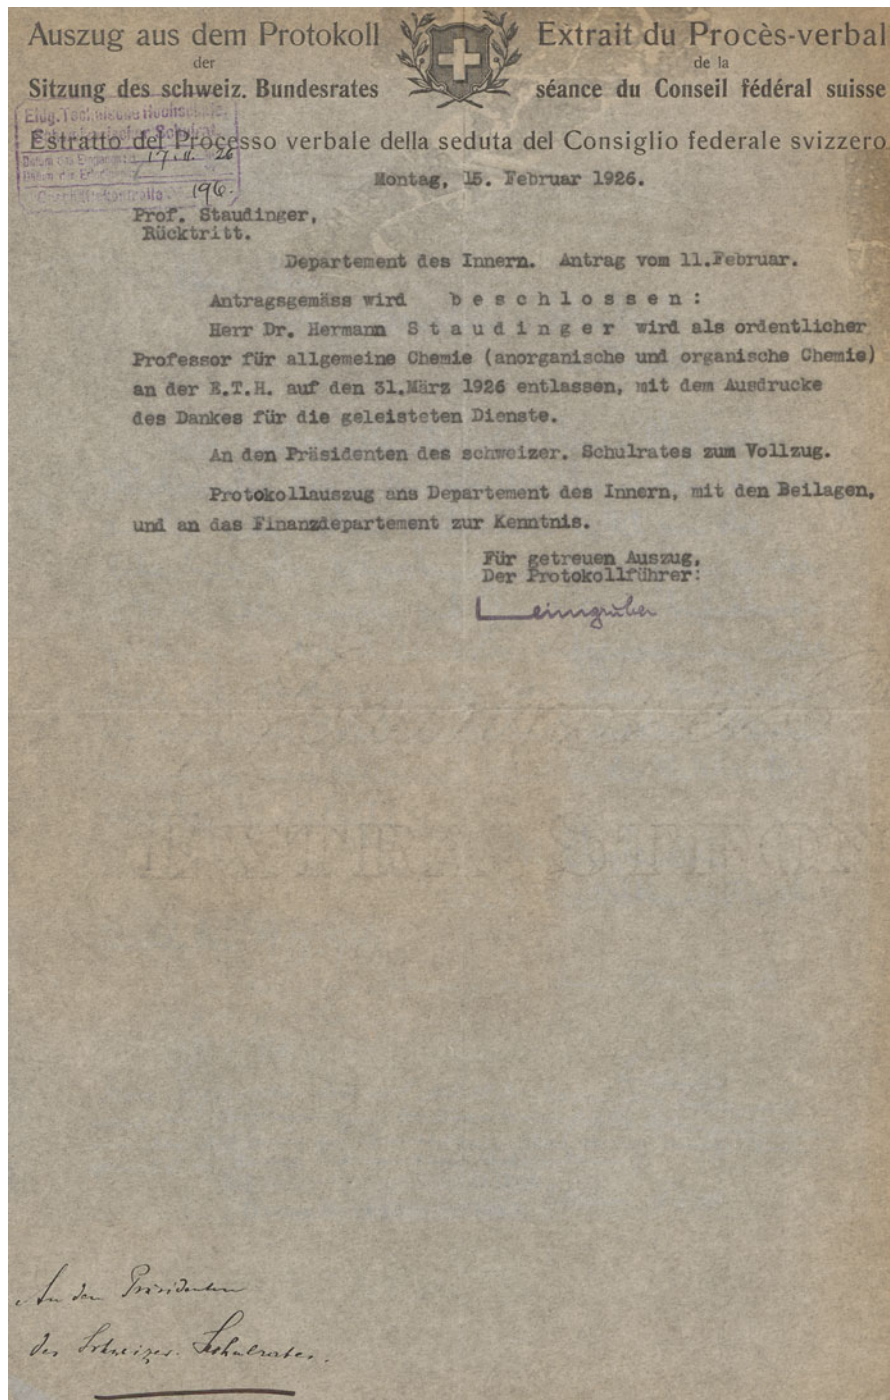 Auszug aus dem Protokoll
der
Sitzung des schweiz. Bundesrates
Extrait du Procès-verbal
de la
séance du Conseil fédéral suisse
Estratto del Processo verbale della seduta del Consiglio federale svizzero
Eidg. Technische Hochschule
17. II. 26
196.
Montag, 15. Februar 1926.
Prof. Staudinger,
Rücktritt.
Departement des Innern. Antrag vom 11.Februar.
Antragsgemäss wird b e s c h l o s s e n :
Herr Dr. Hermann S t a u d i n g e r wird als ordentlicher
Professor für allgemeine Chemie (anorganische und organische Chemie)
an der E.T.H. auf den 31.März 1926 entlassen, mit dem Ausdrucke
des Dankes für die geleisteten Dienste.
An den Präsidenten des schweizer. Schulrates zum Vollzug.
Protokollauszug ans Departement des Innern, mit den Beilagen,
und an das Finanzdepartement zur Kenntnis.
Für getreuen Auszug,
Der Protokollführer:
Leimgruber
An den Präsidenten
des Schweizer. Schulrates.